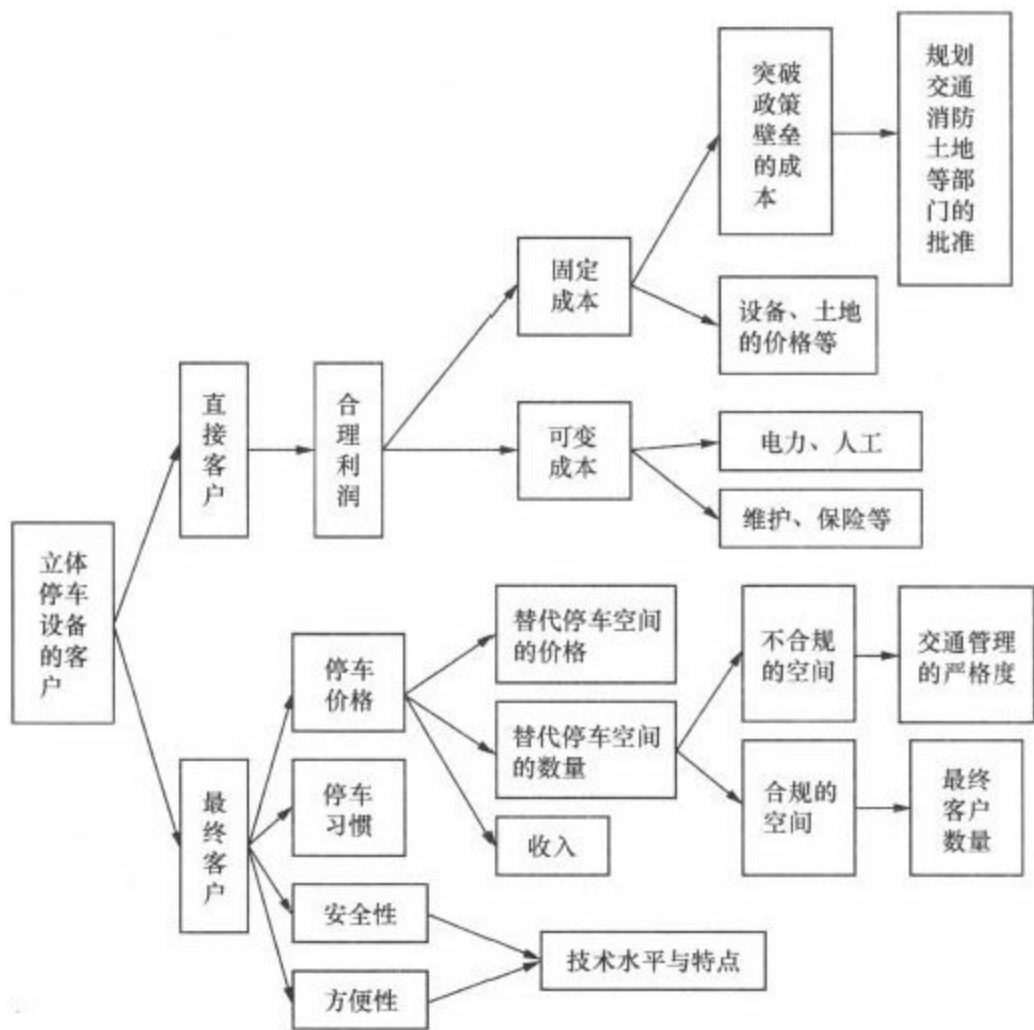 突破
政策
壁垒
的成
本
规划
交通
消防
土地
等部
门的
批准
固定
成本
设备、土地
的价格等
直
接
客
户
合
理
利
润
可变
成本
电力、人工
维护、保险等
立体
停车
设备
的客
户
停车
价格
替代停车空间
的价格
不合规
的空间
交通管理
的严格度
替代停车空间
的数量
最
终
客
户
停车
习惯
合规的
空间
最终
客户
数量
收入
安全性
技术水平与特点
方便性